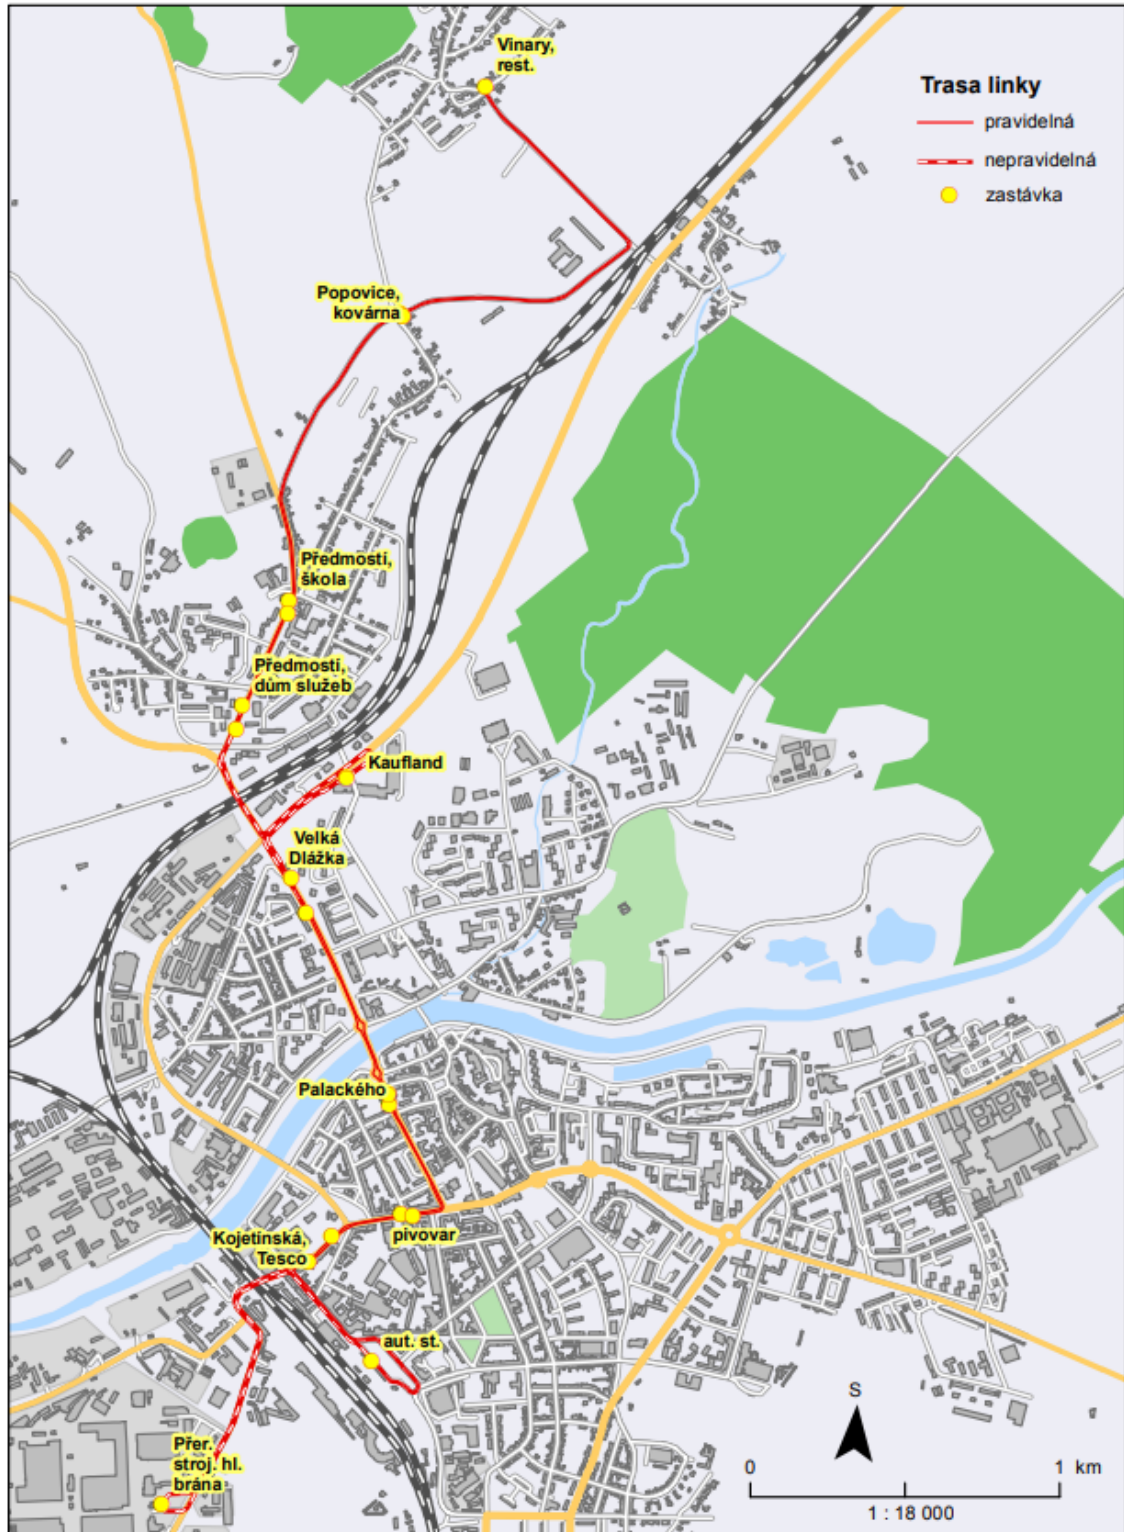 Vinary,
rest.
Trasa linky
pravidelná
nepravidelná
zastávka
Popovice,
kovárna
Předmostí,
škola
Předmostí,
dům služeb
Kaufland
Velká
Dlážka
Palackého
pivovar
Kojetínská,
Tesco
aut. st.
Přer.
stroj. hl.
brána
S
0 1 km
1 : 18 000